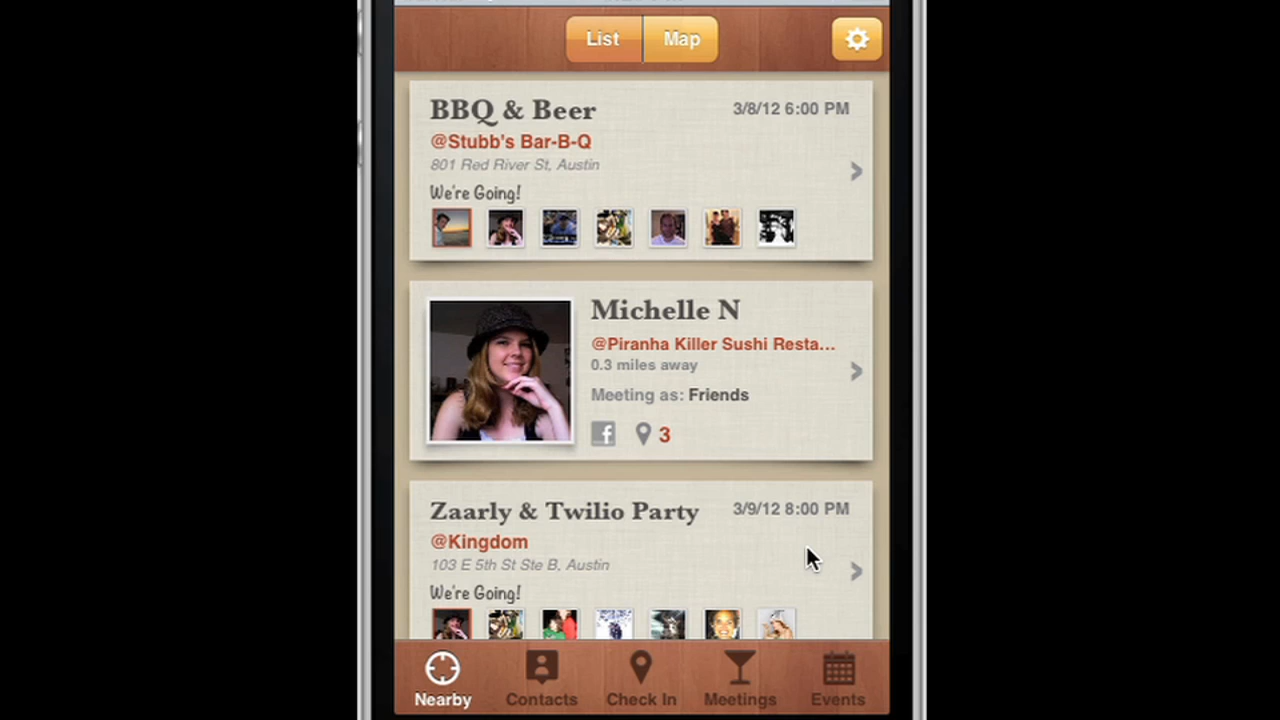 List Map
BBQ & Beer
3/8/12 6:00 PM
@Stubb's Bar-B-Q
801 Red River St, Austin
We're Going!
Michelle N
@Piranha Killer Sushi Resta...
0.3 miles away
Meeting as: Friends
f 3
Zaarly & Twilio Party
3/9/12 8:00 PM
@Kingdom
103 E 5th St Ste B, Austin
We're Going!
Nearby Contacts Check In Meetings Events